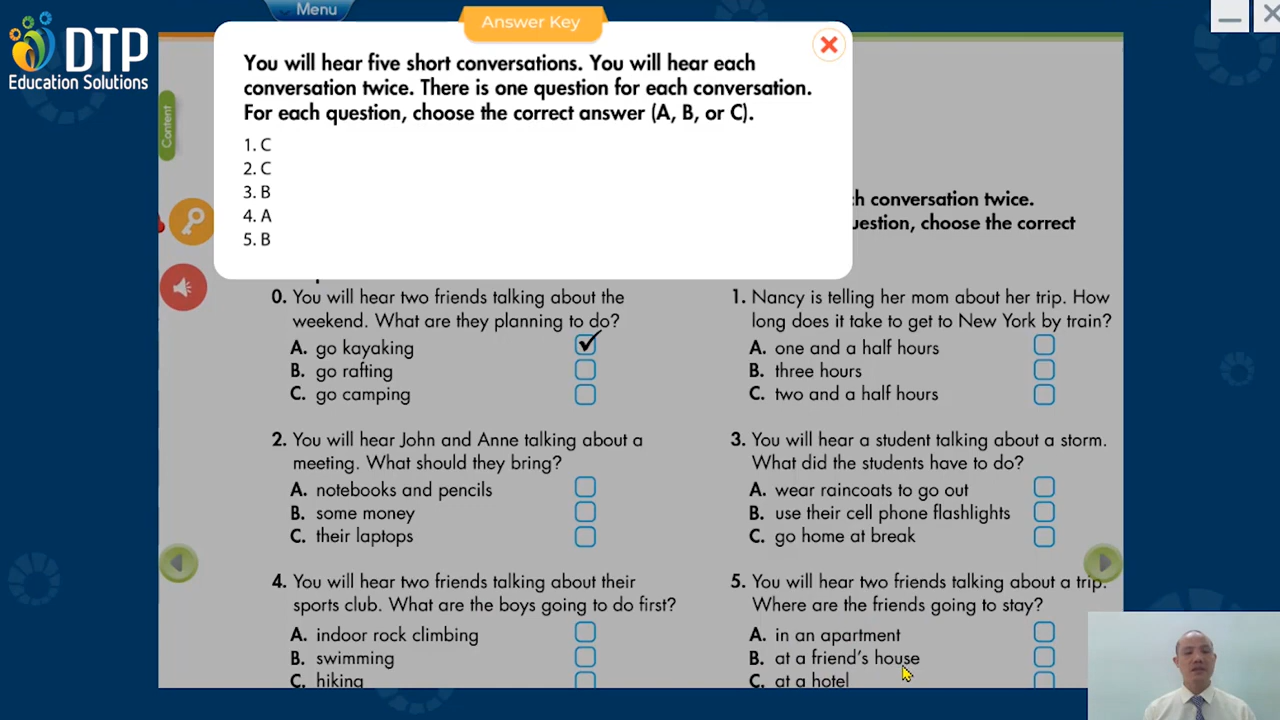 Menu
Answer Key
DTP
Education Solutions
Content
You will hear five short conversations. You will hear each
conversation twice. There is one question for each conversation.
For each question, choose the correct answer (A, B, or C).
1. C
2. C
3. B
4. A
5. B
h conversation twice.
uestion, choose the correct
0. You will hear two friends talking about the
weekend. What are they planning to do?
A. go kayaking
B. go rafting
C. go camping
1. Nancy is telling her mom about her trip. How
long does it take to get to New York by train?
A. one and a half hours
B. three hours
C. two and a half hours
2. You will hear John and Anne talking about a
meeting. What should they bring?
A. notebooks and pencils
B. some money
C. their laptops
3. You will hear a student talking about a storm.
What did the students have to do?
A. wear raincoats to go out
B. use their cell phone flashlights
C. go home at break
4. You will hear two friends talking about their
sports club. What are the boys going to do first?
A. indoor rock climbing
B. swimming
C. hiking
5. You will hear two friends talking about a trip.
Where are the friends going to stay?
A. in an apartment
B. at a friend's house
C. at a hotel